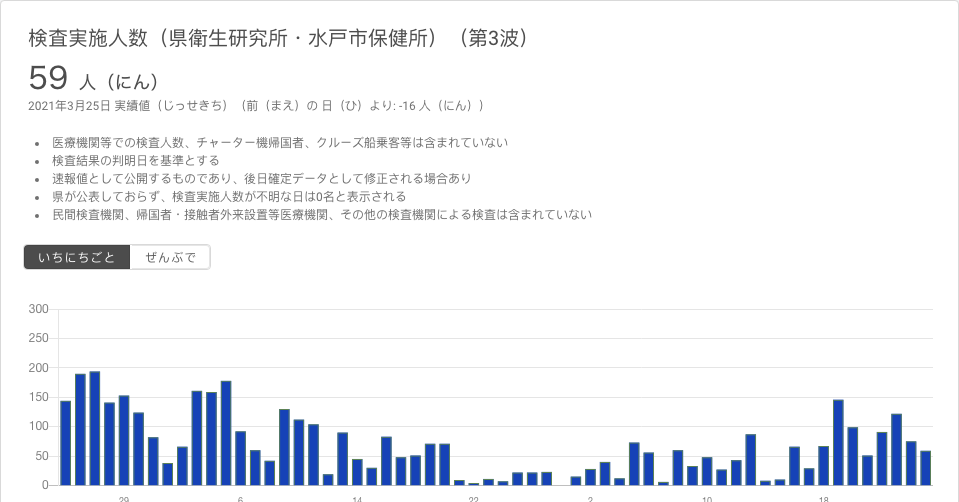 検査実施人数（県衛生研究所・水戸市保健所）（第3波）
59 人（にん）
2021年3月25日 実績値（じっせきち）（前（まえ）の 日（ひ）より: -16 人（にん））
• 医療機関等での検査人数、チャーター機帰国者、クルーズ船乗客等は含まれていない
• 検査結果の判明日を基準とする
• 速報値として公開するものであり、後日確定データとして修正される場合あり
• 県が公表しておらず、検査実施人数が不明な日は0名と表示される
• 民間検査機関、帰国者・接触者外来設置等医療機関、その他の検査機関による検査は含まれていない
いちにちごと ぜんぶで
300
250
200
150
100
50
0
29 6 14 22 2 10 18